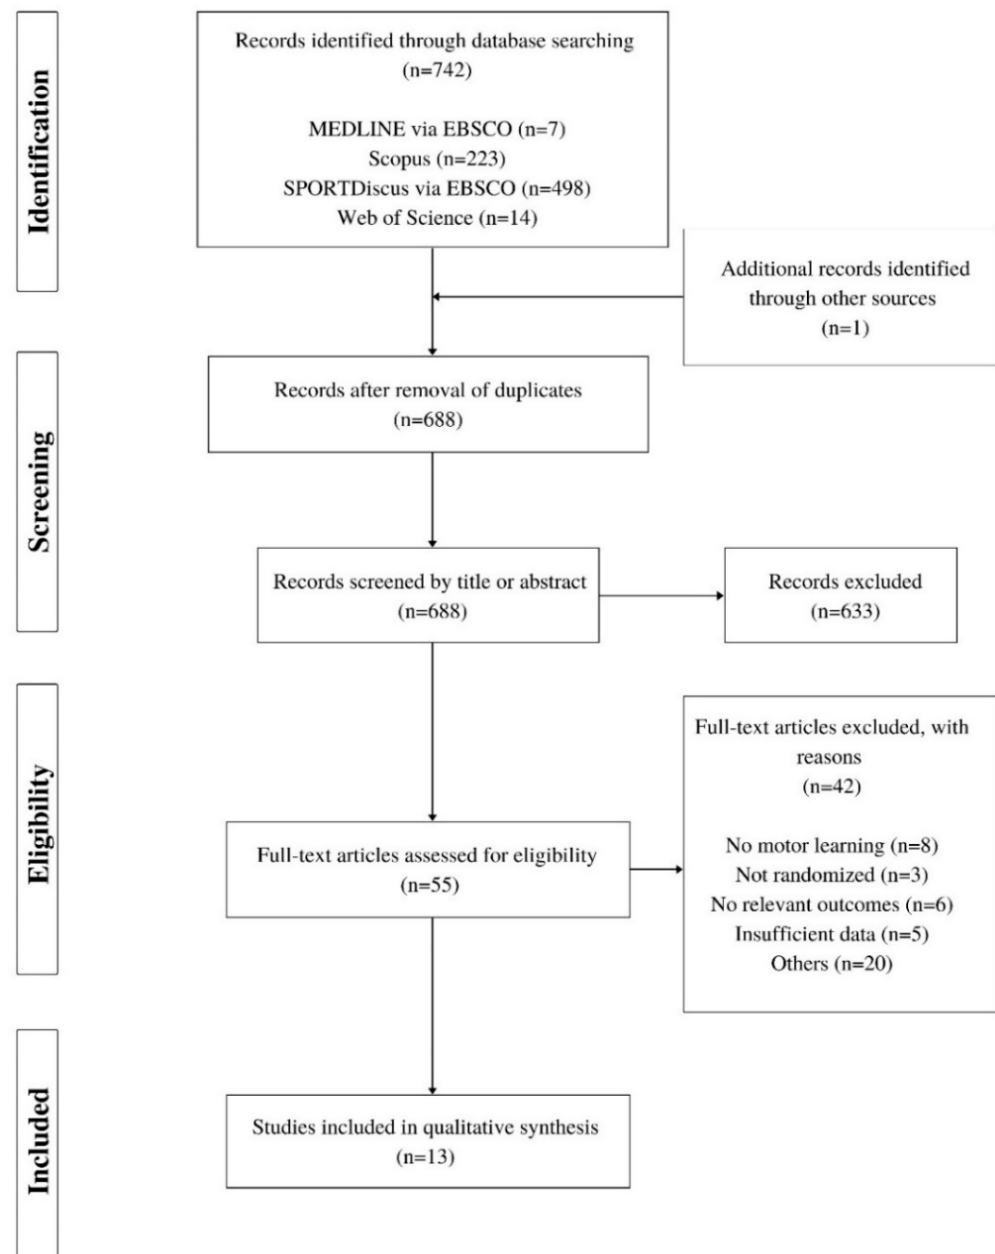 Identification
Records identified through database searching
(n=742)
MEDLINE via EBSCO (n=7)
Scopus (n=223)
SPORTDiscus via EBSCO (n=498)
Web of Science (n=14)
Additional records identified
through other sources
(n=1)
Screening
Records after removal of duplicates
(n=688)
Records screened by title or abstract
(n=688)
Records excluded
(n=633)
Eligibility
Full-text articles assessed for eligibility
(n=55)
Full-text articles excluded, with
reasons
(n=42)
No motor learning (n=8)
Not randomized (n=3)
No relevant outcomes (n=6)
Insufficient data (n=5)
Others (n=20)
Included
Studies included in qualitative synthesis
(n=13)